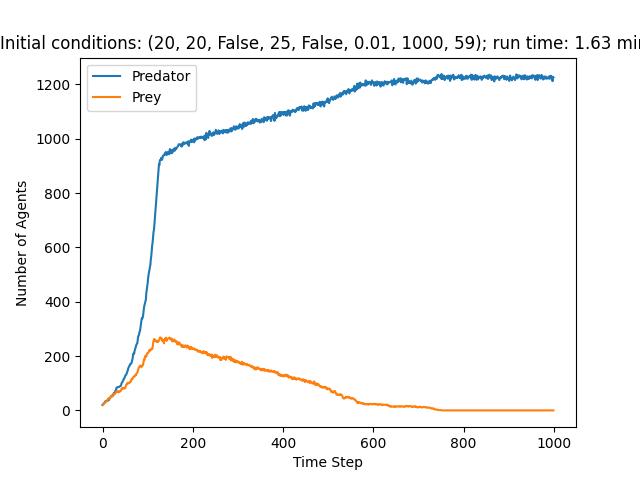 Initial conditions: (20, 20, False, 25, False, 0.01, 1000, 59); run time: 1.63 mi
Predator
Prey
1200
1000
800
600
400
200
0
Number of Agents
0 200 400 600 800 1000
Time Step